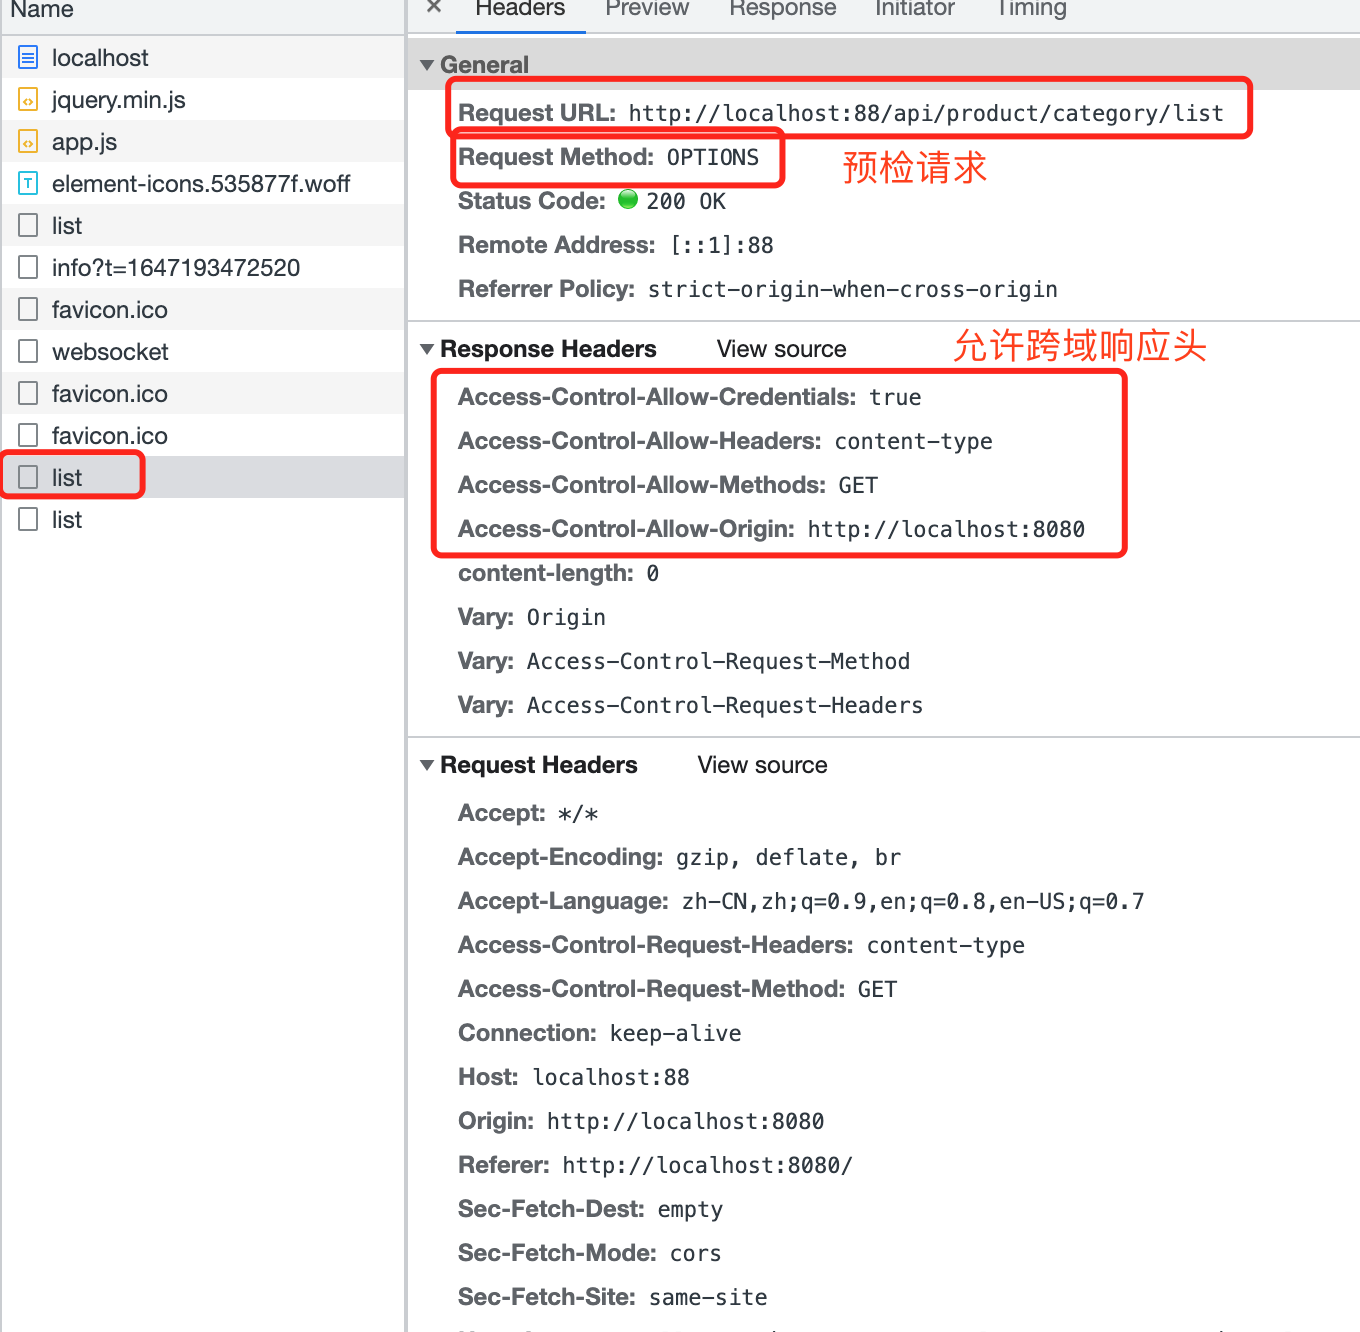 Name
localhost
jquery.min.js
app.js
element-icons.535877f.woff
list
info?t=1647193472520
favicon.ico
websocket
favicon.ico
favicon.ico
list
list
× Headers Preview Response Initiator Timing
General
Request URL: http://localhost:88/api/product/category/list
Request Method: OPTIONS
预检请求
Status Code: 200 OK
Remote Address: [::1]:88
Referrer Policy: strict-origin-when-cross-origin
Response Headers View source
允许跨域响应头
Access-Control-Allow-Credentials: true
Access-Control-Allow-Headers: content-type
Access-Control-Allow-Methods: GET
Access-Control-Allow-Origin: http://localhost:8080
content-length: 0
Vary: Origin
Vary: Access-Control-Request-Method
Vary: Access-Control-Request-Headers
Request Headers View source
Accept: */*
Accept-Encoding: gzip, deflate, br
Accept-Language: zh-CN,zh;q=0.9,en;q=0.8,en-US;q=0.7
Access-Control-Request-Headers: content-type
Access-Control-Request-Method: GET
Connection: keep-alive
Host: localhost:88
Origin: http://localhost:8080
Referer: http://localhost:8080/
Sec-Fetch-Dest: empty
Sec-Fetch-Mode: cors
Sec-Fetch-Site: same-site